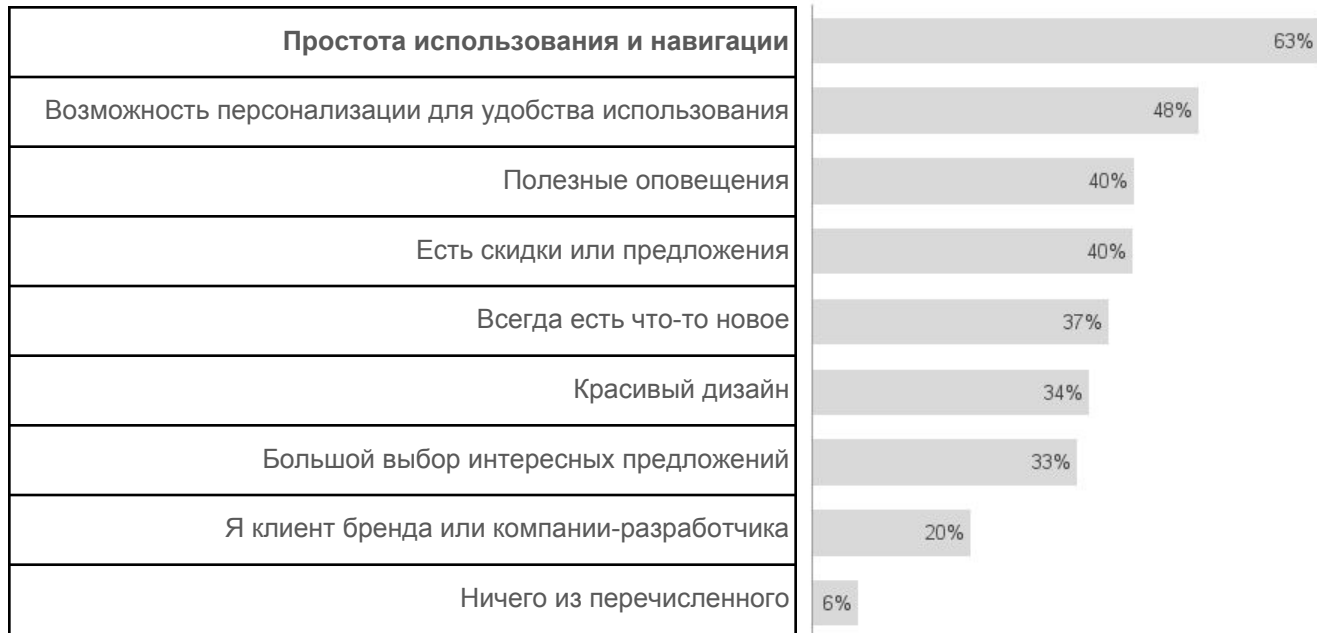 Простота использования и навигации 63%
Возможность персонализации для удобства использования 48%
Полезные оповещения 40%
Есть скидки или предложения 40%
Всегда есть что-то новое 37%
Красивый дизайн 34%
Большой выбор интересных предложений 33%
Я клиент бренда или компании-разработчика 20%
Ничего из перечисленного 6%